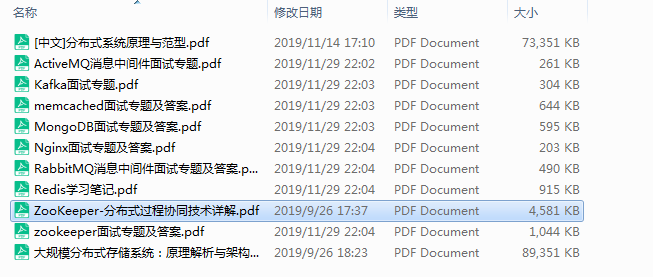 名称 修改日期 类型 大小
[中文]分布式系统原理与范型.pdf 2019/11/14 17:10 PDF Document 73,351 KB
ActiveMQ消息中间件面试专题.pdf 2019/11/29 22:02 PDF Document 261 KB
Kafka面试专题.pdf 2019/11/29 22:03 PDF Document 304 KB
memcached面试专题及答案.pdf 2019/11/29 22:03 PDF Document 644 KB
MongoDB面试专题及答案.pdf 2019/11/29 22:03 PDF Document 595 KB
Nginx面试专题及答案.pdf 2019/11/29 22:04 PDF Document 203 KB
RabbitMQ消息中间件面试专题及答案.p... 2019/11/29 22:04 PDF Document 490 KB
Redis学习笔记.pdf 2019/11/29 22:04 PDF Document 915 KB
ZooKeeper-分布式过程协同技术详解.pdf 2019/9/26 17:37 PDF Document 4,581 KB
zookeeper面试专题及答案.pdf 2019/11/29 22:04 PDF Document 1,044 KB
大规模分布式存储系统：原理解析与架构... 2019/9/26 18:23 PDF Document 89,351 KB